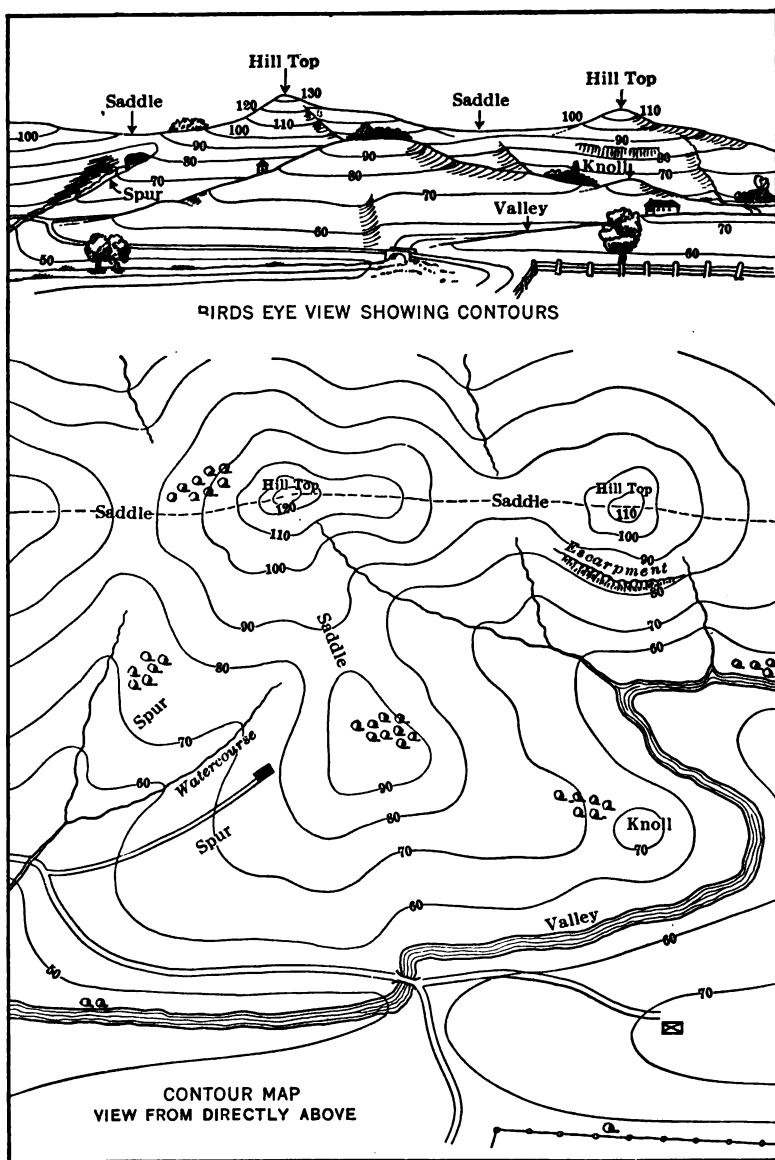 Hill Top
Hill Top
Saddle
Saddle
130
120
110
100
110
100
100
90
90
90
80
80
80
Knoll
70
Spur
70
70
Valley
70
60
60
50
BIRDS EYE VIEW SHOWING CONTOURS
Hill Top
Hill Top
120
110
Saddle
Saddle
110
100
100
90
Escarpment
80
90
Saddle
70
80
60
Spur
70
Watercourse
60
90
80
Spur
Knoll
70
70
60
Valley
60
50
70
CONTOUR MAP
VIEW FROM DIRECTLY ABOVE